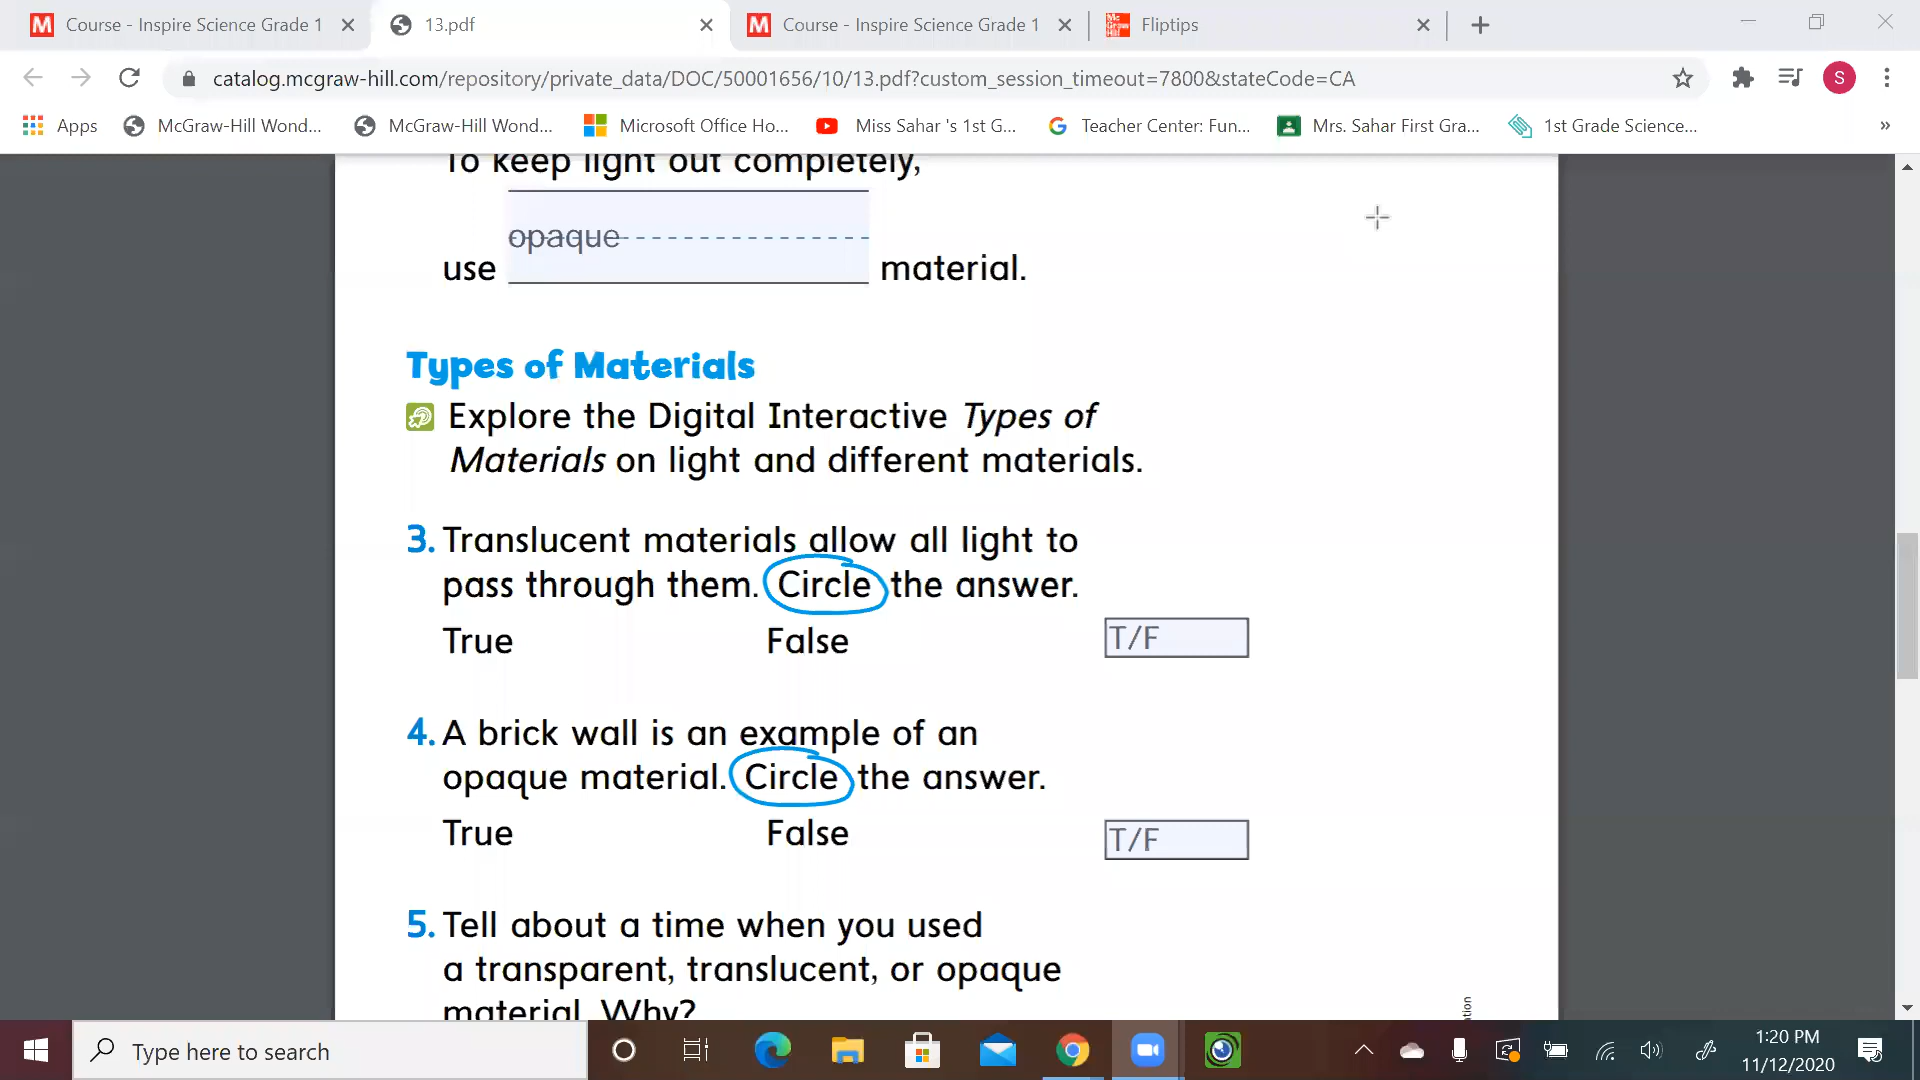 Course - Inspire Science Grade 1
13.pdf
Course - Inspire Science Grade 1
Fliptips
catalog.mcgraw-hill.com/repository/private_data/DOC/50001656/10/13.pdf?custom_session_timeout=7800&stateCode=CA
S
Apps
McGraw-Hill Wond...
McGraw-Hill Wond...
Microsoft Office Ho...
Miss Sahar 's 1st G...
Teacher Center: Fun...
Mrs. Sahar First Gra...
1st Grade Science...
To keep light out completely,
opaque
use material.
Types of Materials
Explore the Digital Interactive Types of
Materials on light and different materials.
3. Translucent materials allow all light to
pass through them. Circle the answer.
True False T/F
4. A brick wall is an example of an
opaque material. Circle the answer.
True False T/F
5. Tell about a time when you used
a transparent, translucent, or opaque
material. Why?
Type here to search
1:20 PM
11/12/2020